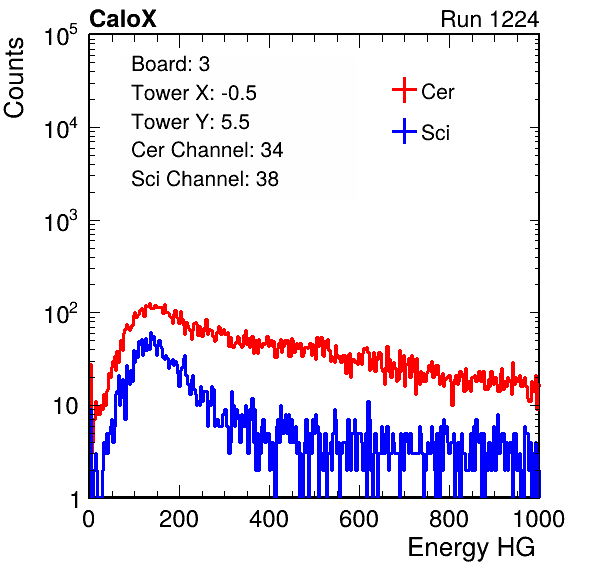 CaloX
Run 1224
Counts
10^5
10^4
10^3
10^2
10
1
Board: 3
Tower X: -0.5
Tower Y: 5.5
Cer Channel: 34
Sci Channel: 38
Cer
Sci
0 200 400 600 800 1000
Energy HG